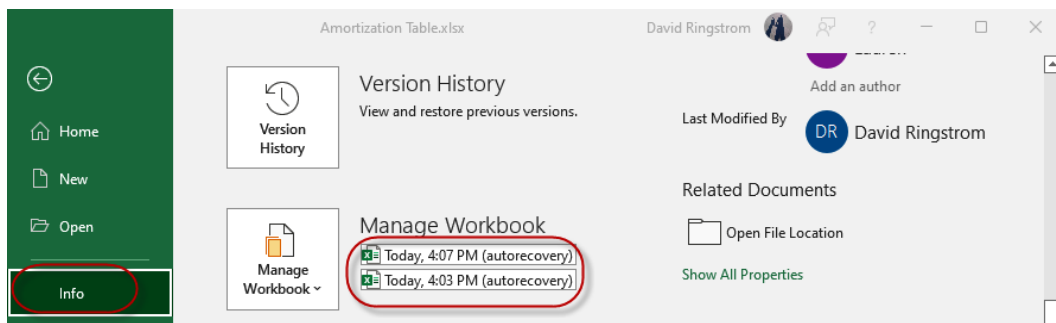 Amortization Table.xlsx
David Ringstrom
?
Home
New
Open
Info
Version
History
Version History
View and restore previous versions.
Manage
Workbook
Manage Workbook
Today, 4:07 PM (autorecovery)
Today, 4:03 PM (autorecovery)
Add an author
Last Modified By
DR
David Ringstrom
Related Documents
Open File Location
Show All Properties